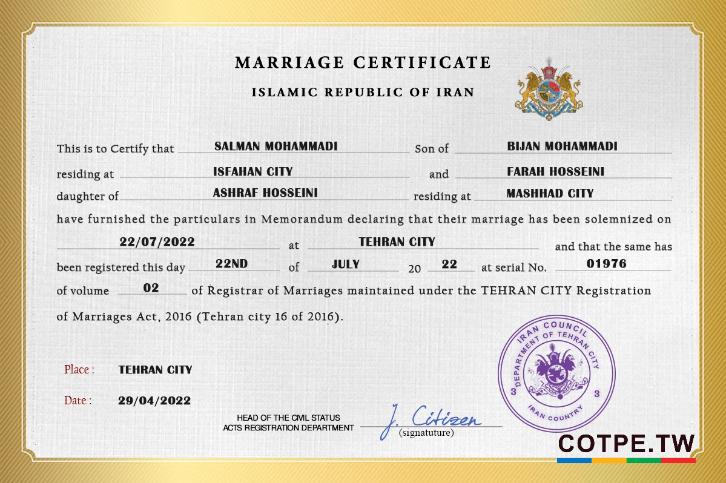 MARRIAGE CERTIFICATE
ISLAMIC REPUBLIC OF IRAN
This is to Certify that SALMAN MOHAMMADI Son of BIJAN MOHAMMADI
residing at ISFAHAN CITY and FARAH HOSSEINI
daughter of ASHRAF HOSSEINI residing at MASHHAD CITY
have furnished the particulars in Memorandum declaring that their marriage has been solemnized on
22/07/2022 at TEHRAN CITY and that the same has
been registered this day 22ND of JULY 20 22 at serial No. 01976
of volume 02 of Registrar of Marriages maintained under the TEHRAN CITY Registration
of Marriages Act, 2016 (Tehran city 16 of 2016).
IRAN COUNCIL
DEPARTMENT OF TEHRAN CITY
3 3
IRAN COUNTRY
Place : TEHRAN CITY
Date : 29/04/2022
HEAD OF THE CIVIL STATUS
ACTS REGISTRATION DEPARTMENT
J. Citizen
(signatuture)
COTPE.TW